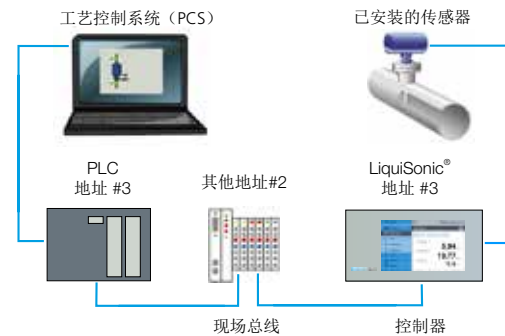 工艺控制系统（PCS）
已安装的传感器
PLC
地址 #3
其他地址#2
LiquiSonic®
地址 #3
现场总线
控制器